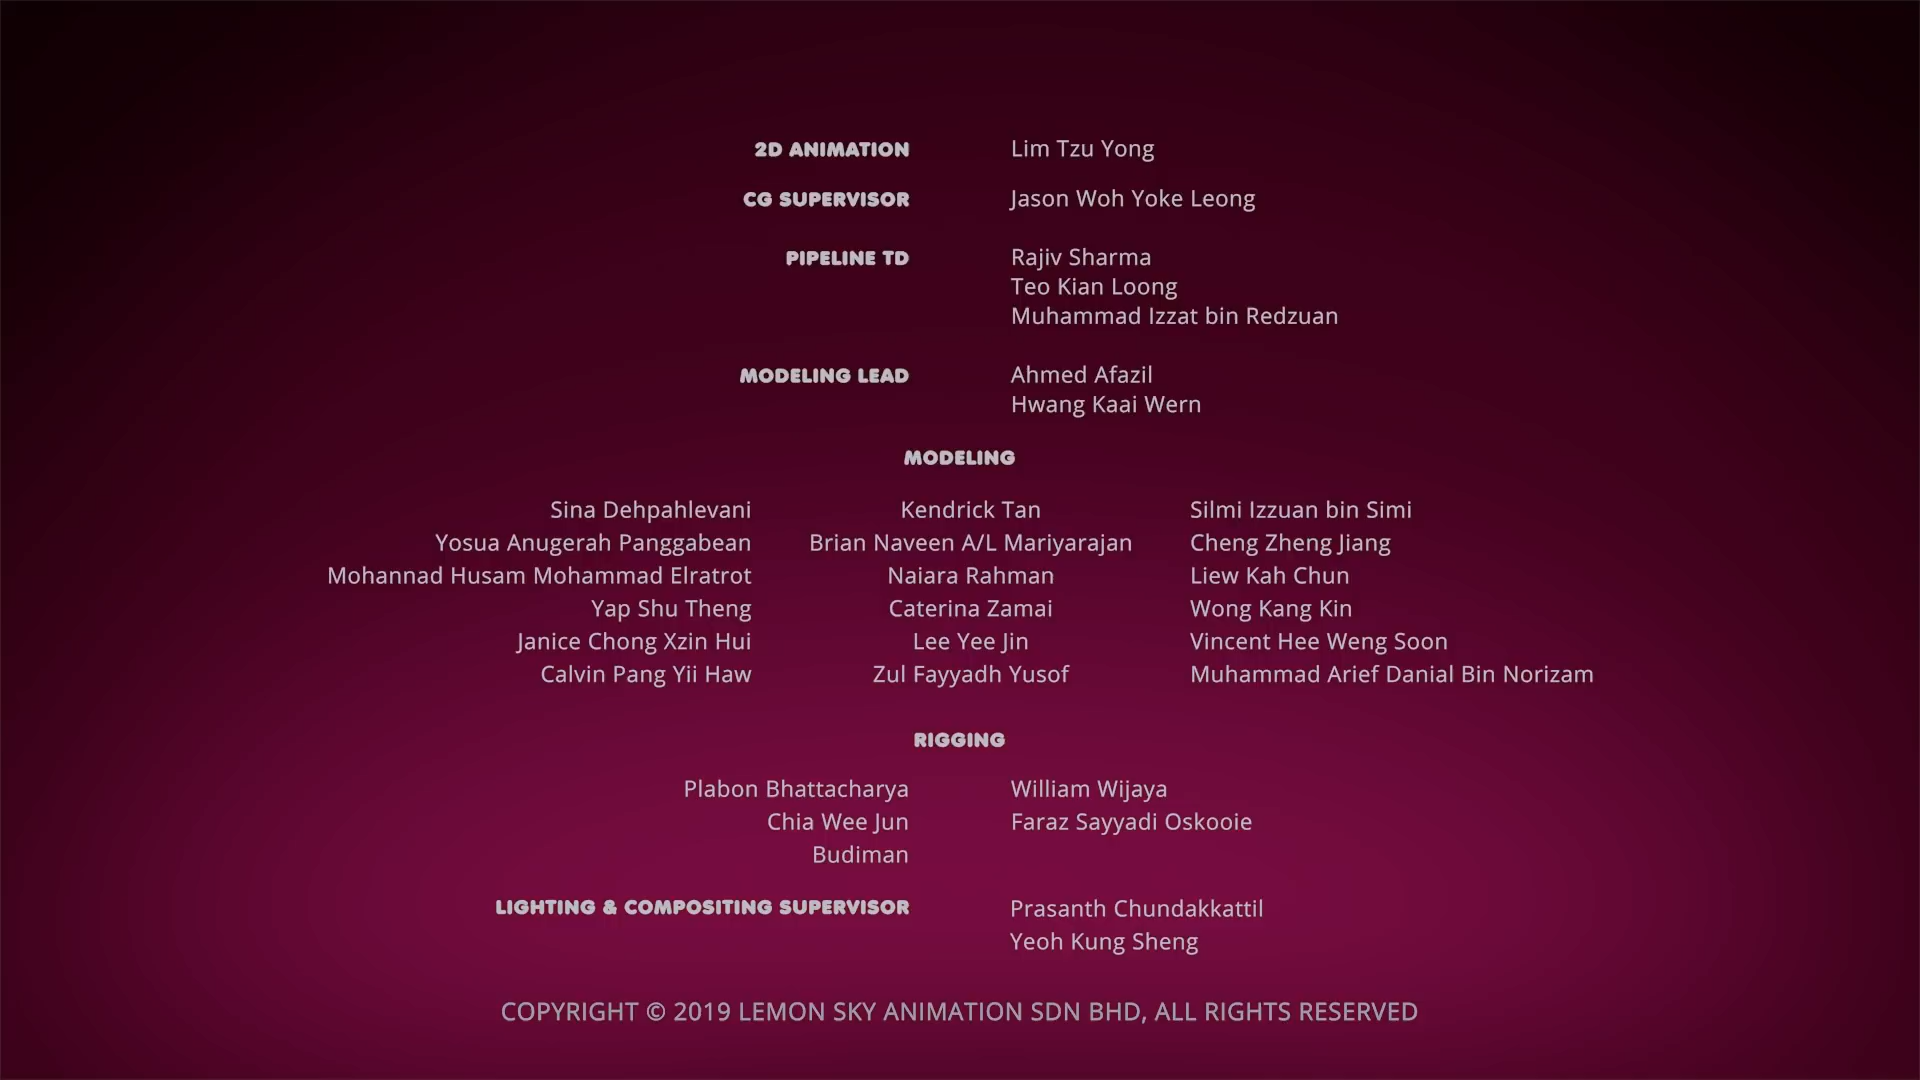 2D ANIMATION Lim Tzu Yong
CG SUPERVISOR Jason Woh Yoke Leong
PIPELINE TD Rajiv Sharma
Teo Kian Loong
Muhammad Izzat bin Redzuan
MODELING LEAD Ahmed Afazil
Hwang Kaai Wern
MODELING
Sina Dehpahlevani Kendrick Tan Silmi Izzuan bin Simi
Yosua Anugerah Panggabean Brian Naveen A/L Mariyarajan Cheng Zheng Jiang
Mohannad Husam Mohammad Elratrot Naiara Rahman Liew Kah Chun
Yap Shu Theng Caterina Zamai Wong Kang Kin
Janice Chong Xzin Hui Lee Yee Jin Vincent Hee Weng Soon
Calvin Pang Yii Haw Zul Fayyadh Yusof Muhammad Arief Danial Bin Norizam
RIGGING
Plabon Bhattacharya William Wijaya
Chia Wee Jun Faraz Sayyadi Oskooie
Budiman
LIGHTING & COMPOSITING SUPERVISOR Prasanth Chundakkattil
Yeoh Kung Sheng
COPYRIGHT © 2019 LEMON SKY ANIMATION SDN BHD, ALL RIGHTS RESERVED